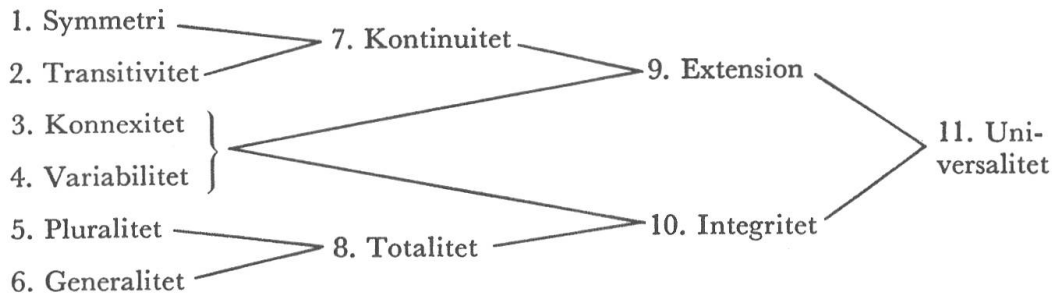 1. Symmetri
2. Transitivitet
3. Konnexitet
4. Variabilitet
5. Pluralitet
6. Generalitet
7. Kontinuitet
8. Totalitet
9. Extension
10. Integritet
11. Uni-
versalitet